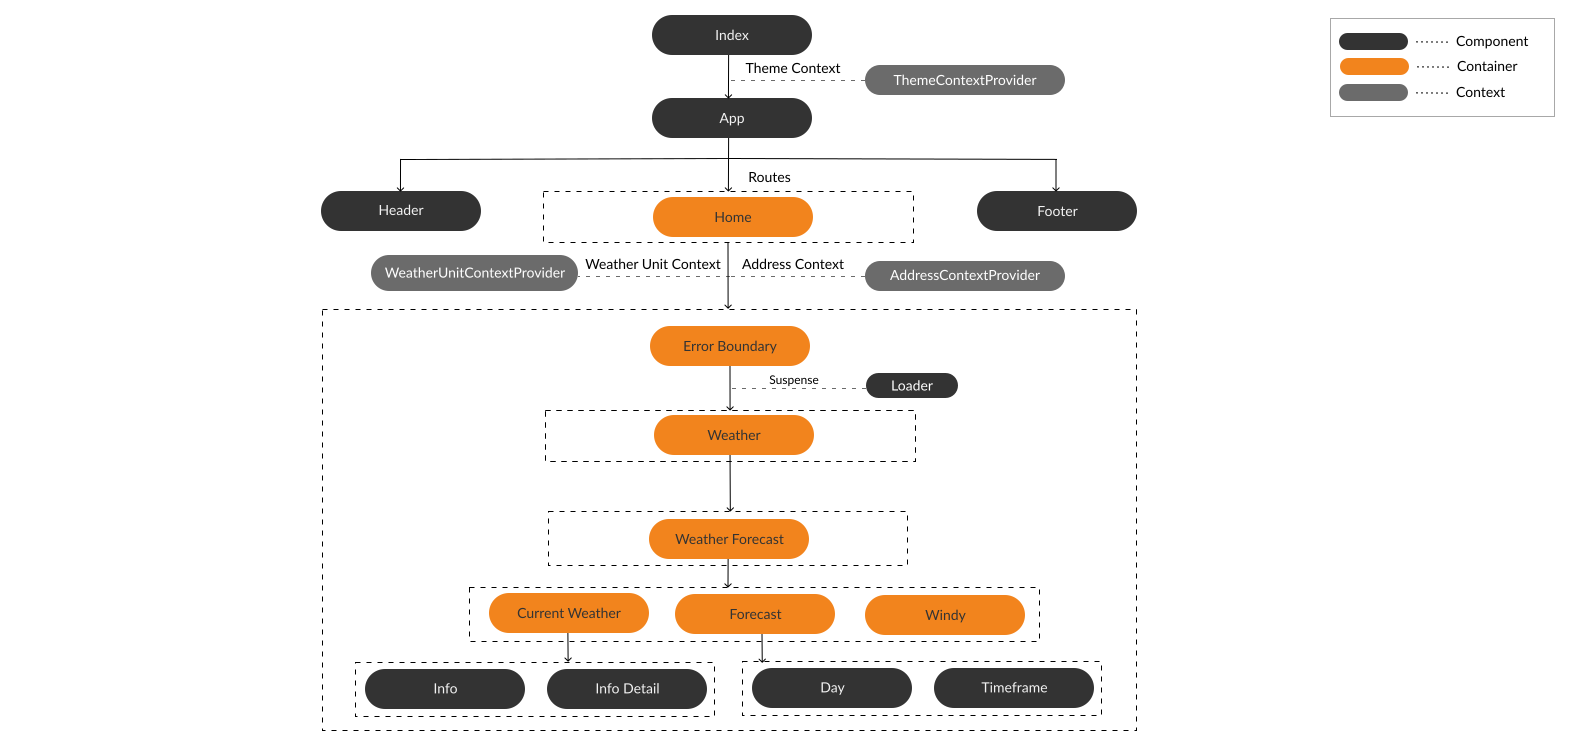 Index
Theme Context
ThemeContextProvider
App
Routes
Header
Home
Footer
WeatherUnitContextProvider
Weather Unit Context
Address Context
AddressContextProvider
Error Boundary
Suspense
Loader
Weather
Weather Forecast
Current Weather
Forecast
Windy
Info
Info Detail
Day
Timeframe
Component
Container
Context